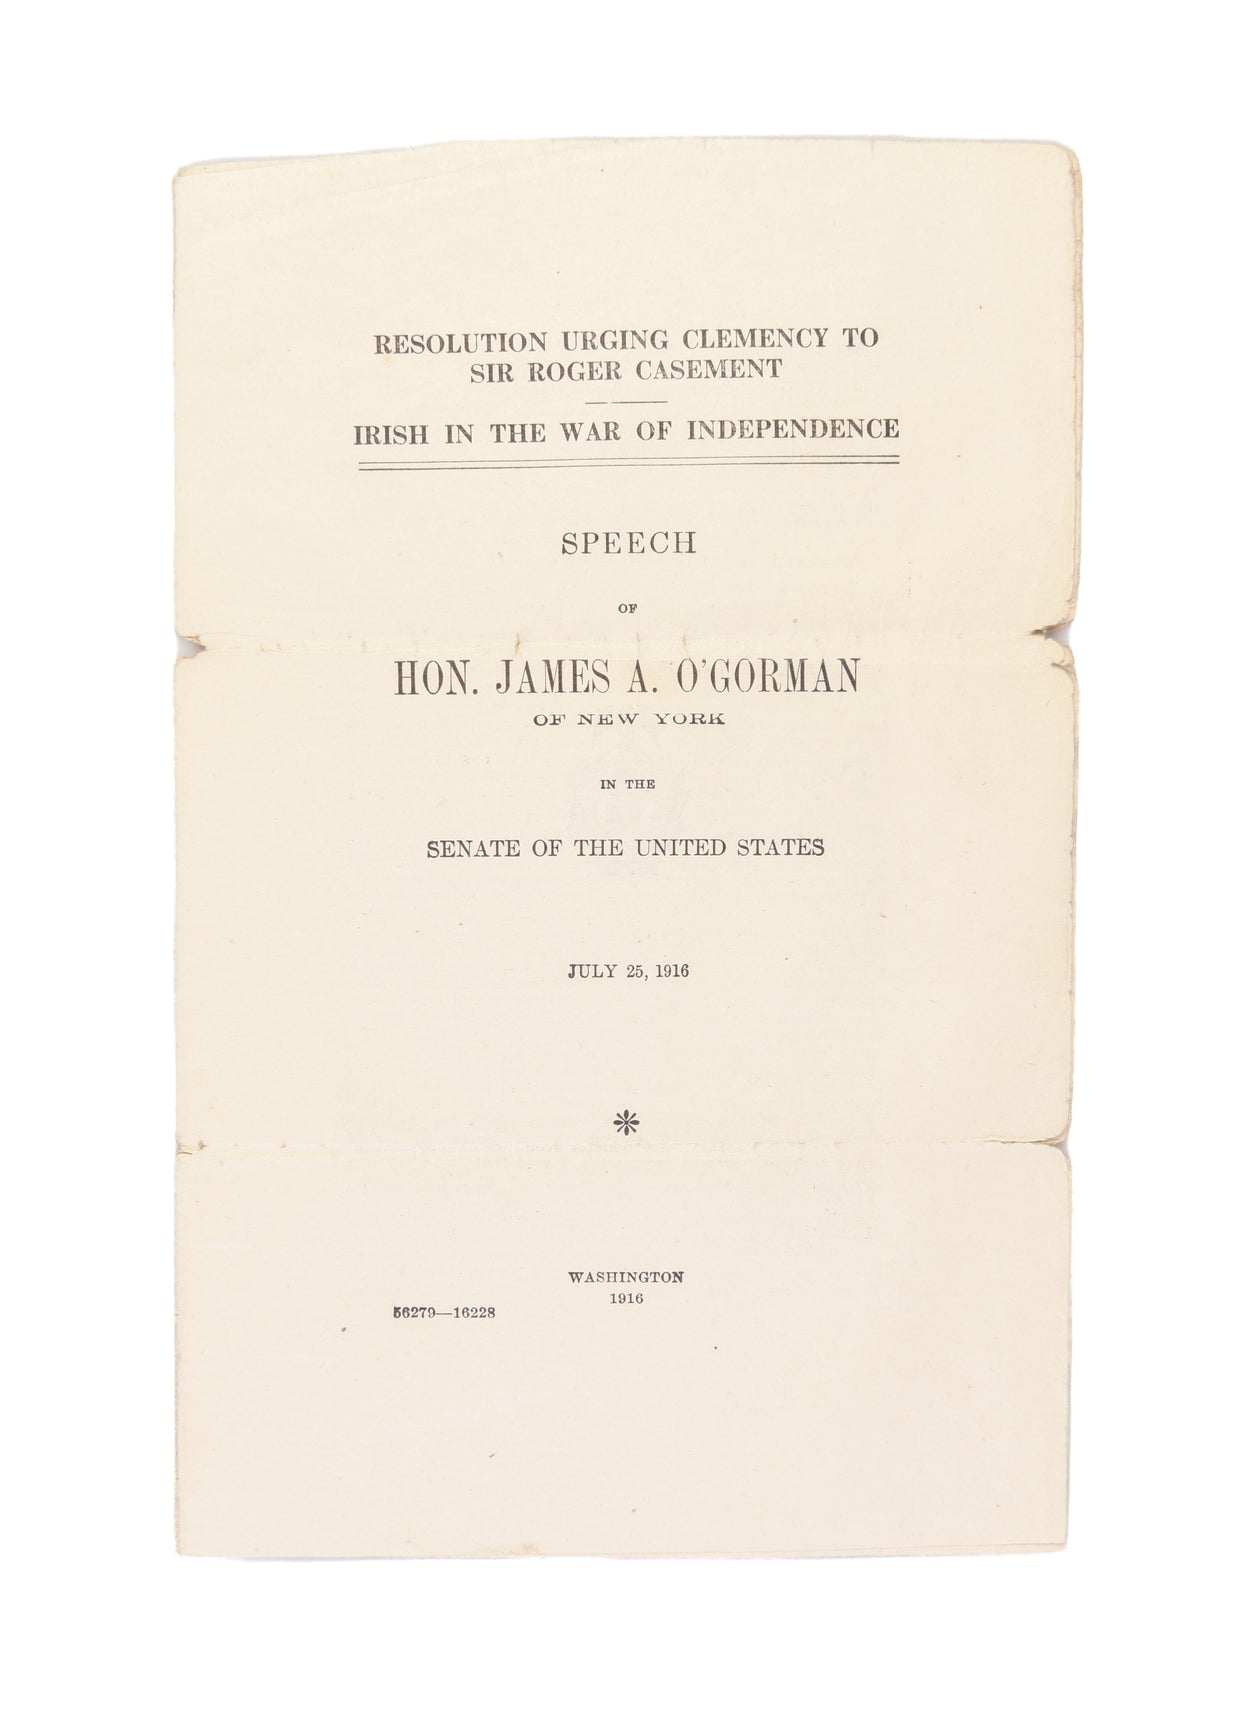 RESOLUTION URGING CLEMENCY TO
SIR ROGER CASEMENT
IRISH IN THE WAR OF INDEPENDENCE
SPEECH
OF
HON. JAMES A. O'GORMAN
OF NEW YORK
IN THE
SENATE OF THE UNITED STATES
JULY 25, 1916
WASHINGTON
1916
56279—16228